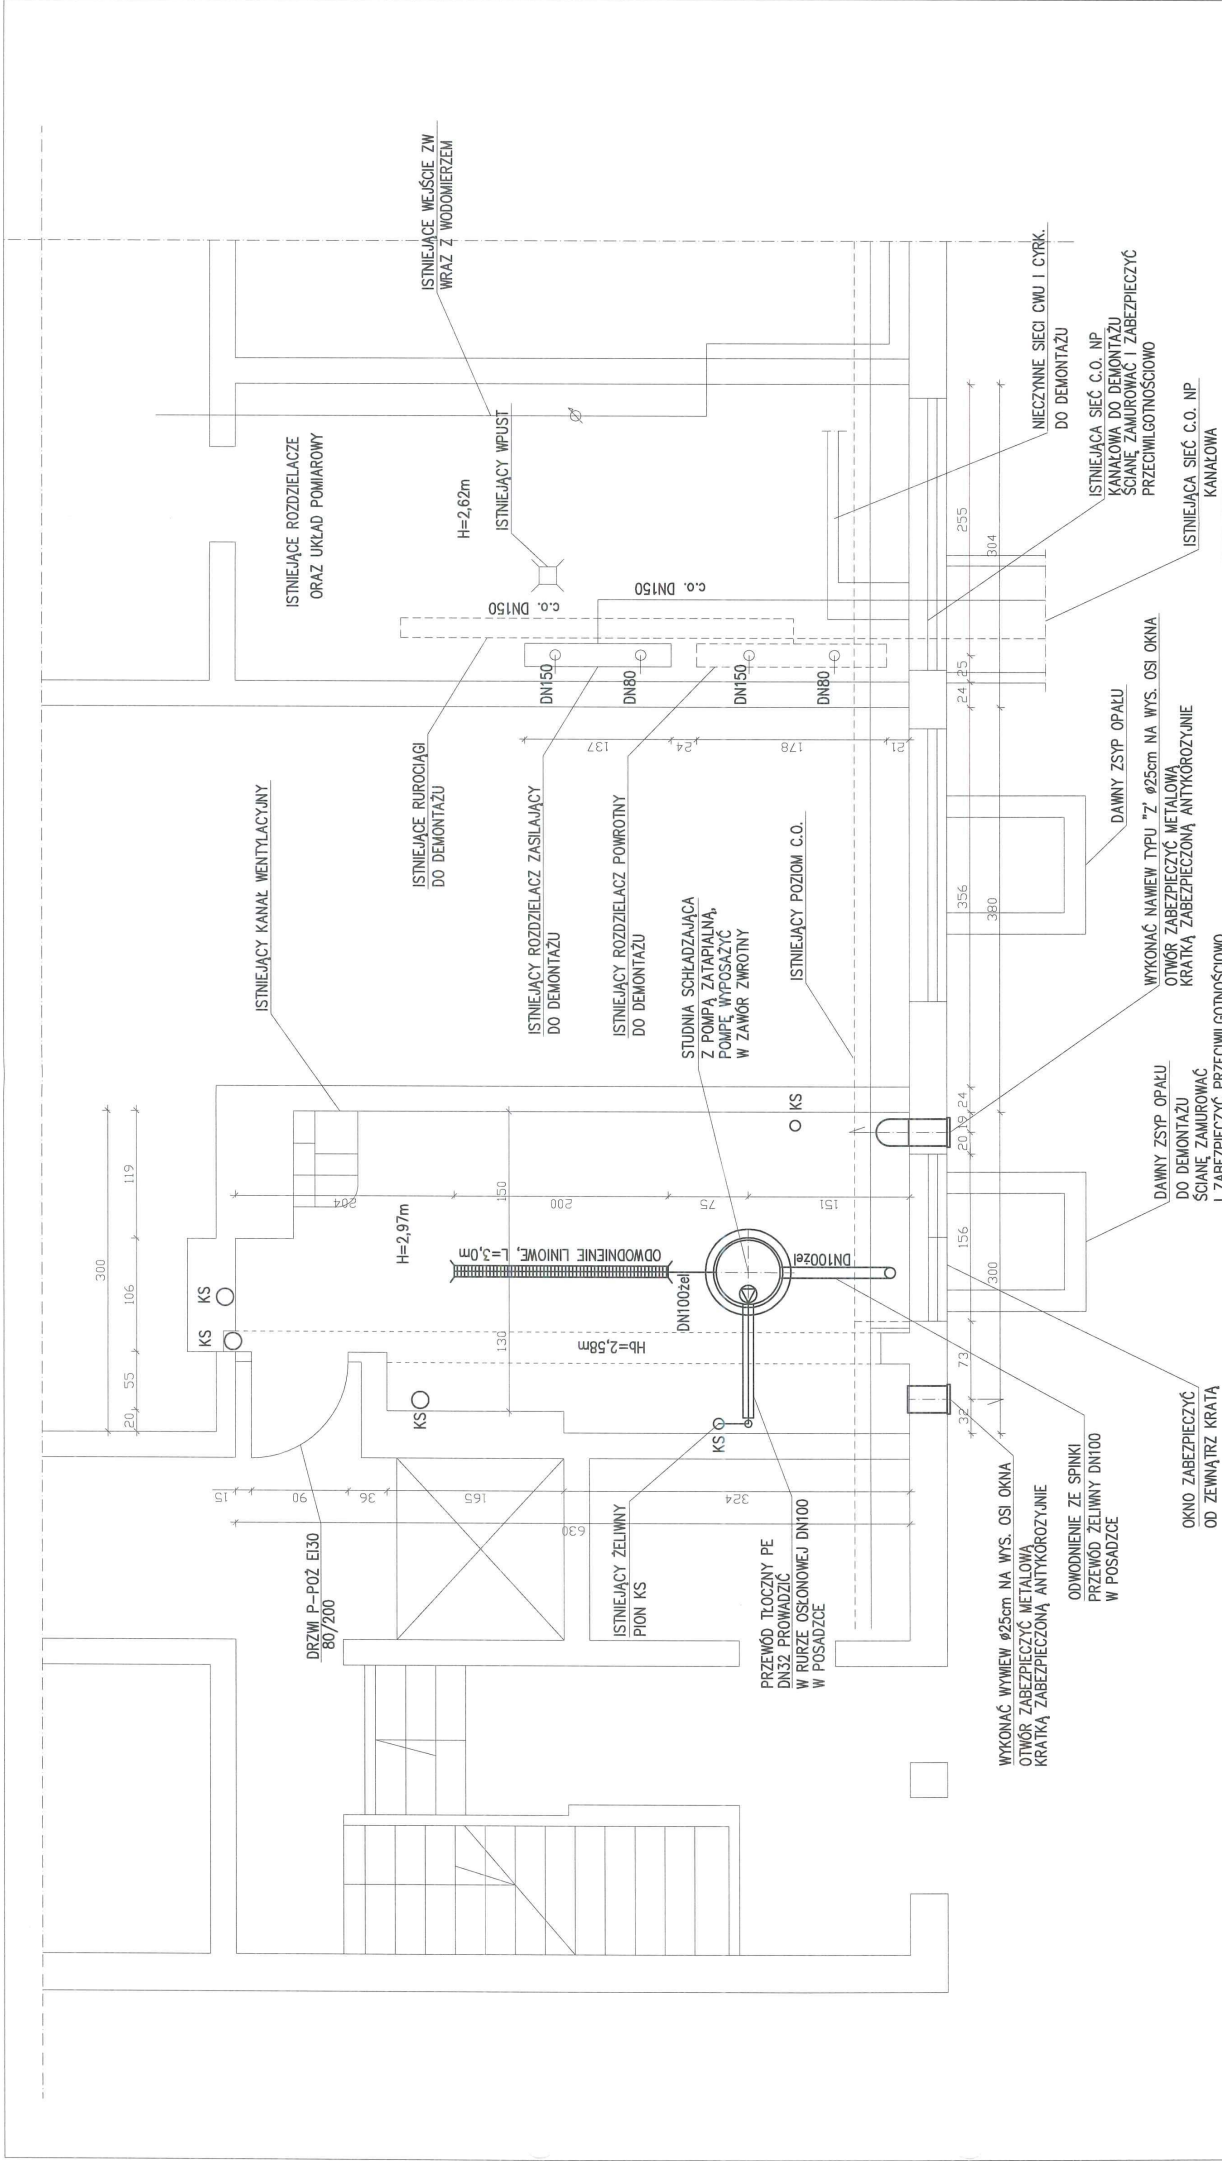 ISTNIEJĄCE WEJŚCIE ZW
WRAZ Z WODOMIERZEM
ISTNIEJĄCE ROZDZIELACZE
ORAZ UKŁAD POMIAROWY
H=2,62m
ISTNIEJĄCY WPUST
c.o. DN150
c.o. DN150
DN150
DN80
DN150
DN80
NIECZYNNE SIECI CWU I CYRK.
DO DEMONTAŻU
ISTNIEJĄCA SIEĆ C.O. NP
KANAŁOWA DO DEMONTAŻU
ŚCIANĘ ZAMUROWAĆ I ZABEZPIECZYĆ
PRZECIWILGOTNOŚCIOWO
ISTNIEJĄCA SIEĆ C.O. NP
KANAŁOWA
255
304
25
24
137
24
178
21
ISTNIEJĄCE RUROCIĄGI
DO DEMONTAŻU
ISTNIEJĄCY KANAŁ WENTYLACYJNY
ISTNIEJĄCY ROZDZIELACZ ZASILAJĄCY
DO DEMONTAŻU
ISTNIEJĄCY ROZDZIELACZ POWROTNY
DO DEMONTAŻU
STUDNIA SCHŁADZAJĄCA
Z POMPĄ ZATAPIALNĄ,
POMPĘ WYPOSAŻYĆ
W ZAWÓR ZWROTNY
ISTNIEJĄCY POZIOM C.O.
356
380
DAWNY ZSYP OPAŁU
WYKONAĆ NAWIEW TYPU "Z" ø25cm NA WYS. OSI OKNA
OTWÓR ZABEZPIECZYĆ METALOWĄ
KRATKĄ ZABEZPIECZONĄ ANTYKOROZYJNIE
DAWNY ZSYP OPAŁU
DO DEMONTAŻU
ŚCIANĘ ZAMUROWAĆ
I ZABEZPIECZYĆ PRZECIWILGOTNOŚCIOWO
300
119
106
55
20
KS
KS
KS
KS
KS
H=2,97m
204
200
75
151
150
130
ODWODNIENIE LINIOWE, L=3,0m
DN100żel
DN100żel
Hb=2,58m
24
19
20
156
300
73
32
15
90
36
165
324
630
DRZWI P-POŻ EI30
80/200
ISTNIEJĄCY ŻELIWNY
PION KS
PRZEWÓD TŁOCZNY PE
DN32 PROWADZIĆ
W RURZE OSŁONOWEJ DN100
W POSADZCE
WYKONAĆ WYWIEW ø25cm NA WYS. OSI OKNA
OTWÓR ZABEZPIECZYĆ METALOWĄ
KRATKĄ ZABEZPIECZONĄ ANTYKOROZYJNIE
ODWODNIENIE ZE SPINKI
PRZEWÓD ŻELIWNY DN100
W POSADZCE
OKNO ZABEZPIECZYĆ
OD ZEWNĄTRZ KRATĄ